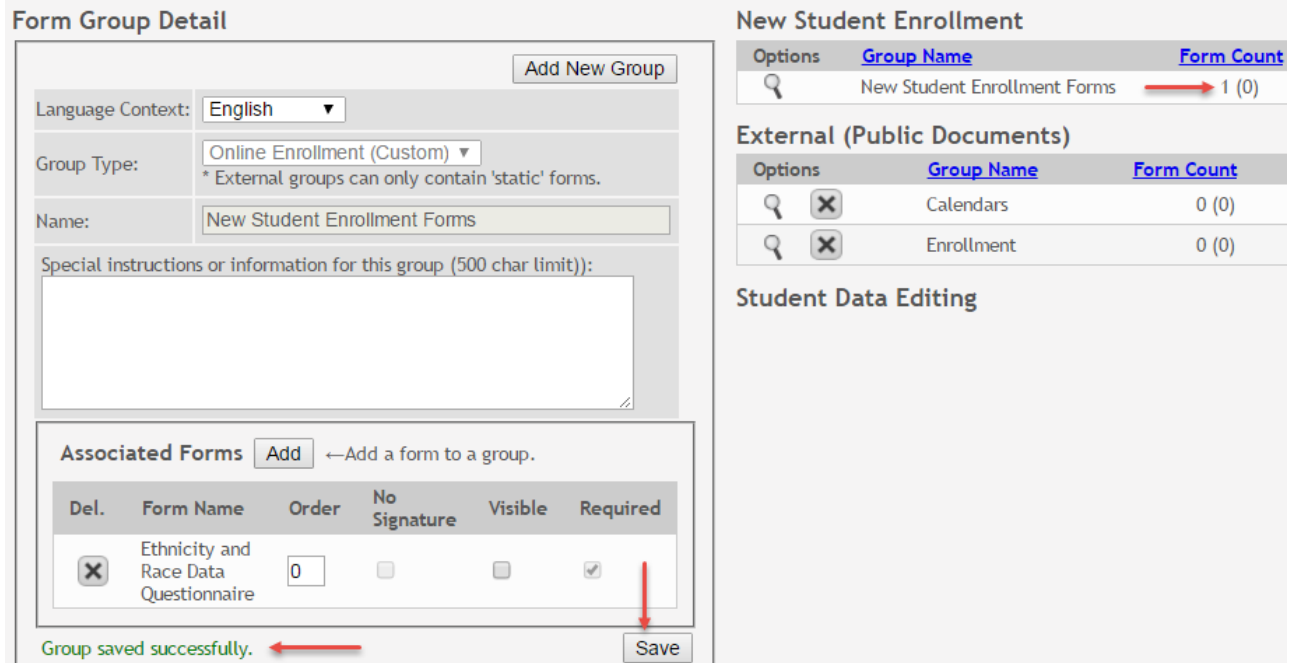 Form Group Detail
Add New Group
Language Context: English
Group Type: Online Enrollment (Custom)
* External groups can only contain 'static' forms.
Name: New Student Enrollment Forms
Special instructions or information for this group (500 char limit)):
Associated Forms Add ←Add a form to a group.
Del. Form Name Order No Signature Visible Required
Ethnicity and
Race Data
Questionnaire
0
Group saved successfully. Save
New Student Enrollment
Options Group Name Form Count
New Student Enrollment Forms 1 (0)
External (Public Documents)
Options Group Name Form Count
Calendars 0 (0)
Enrollment 0 (0)
Student Data Editing